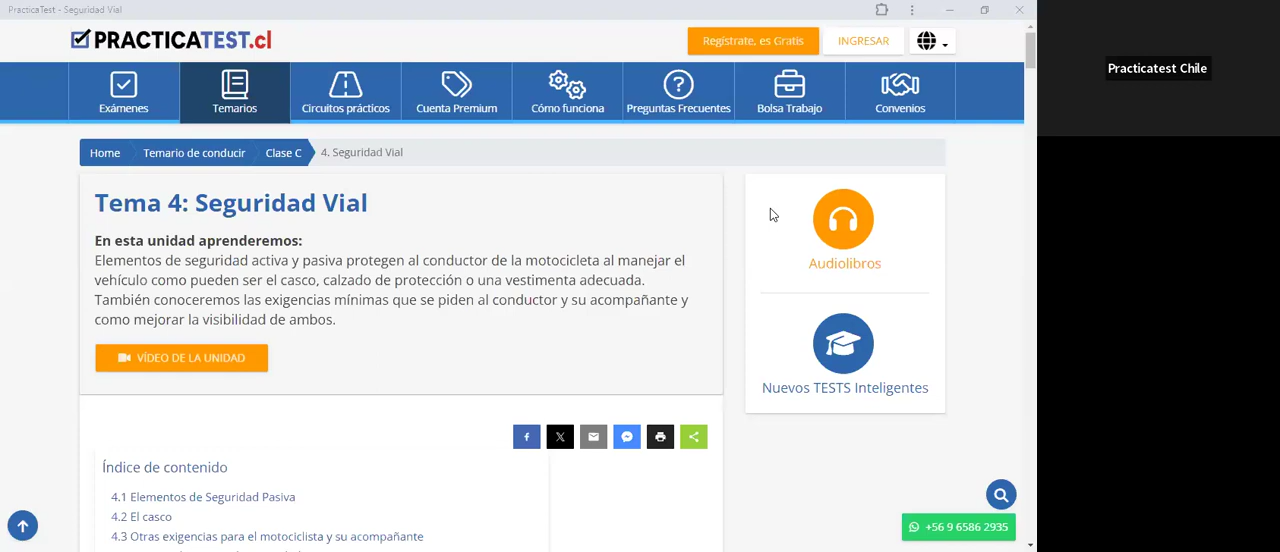 PracticaTest - Seguridad Vial
PRACTICATEST.cl
Regístrate, es Gratis
INGRESAR
Practicatest Chile
Exámenes
Temarios
Circuitos prácticos
Cuenta Premium
Cómo funciona
Preguntas Frecuentes
Bolsa Trabajo
Convenios
Home
Temario de conducir
Clase C
4. Seguridad Vial
Tema 4: Seguridad Vial
En esta unidad aprenderemos:
Elementos de seguridad activa y pasiva protegen al conductor de la motocicleta al manejar el
vehículo como pueden ser el casco, calzado de protección o una vestimenta adecuada.
También conoceremos las exigencias mínimas que se piden al conductor y su acompañante y
como mejorar la visibilidad de ambos.
VÍDEO DE LA UNIDAD
Audiolibros
Nuevos TESTS Inteligentes
Índice de contenido
4.1 Elementos de Seguridad Pasiva
4.2 El casco
4.3 Otras exigencias para el motociclista y su acompañante
+56 9 6586 2935